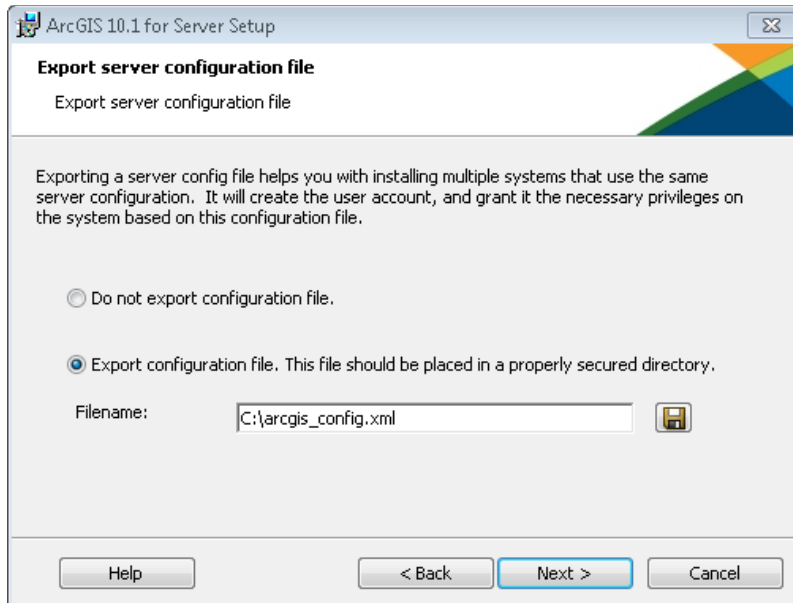 ArcGIS 10.1 for Server Setup
Export server configuration file
Export server configuration file
Exporting a server config file helps you with installing multiple systems that use the same
server configuration. It will create the user account, and grant it the necessary privileges on
the system based on this configuration file.
Do not export configuration file.
Export configuration file. This file should be placed in a properly secured directory.
Filename:
C:\arcgis_config.xml
Help
< Back
Next >
Cancel